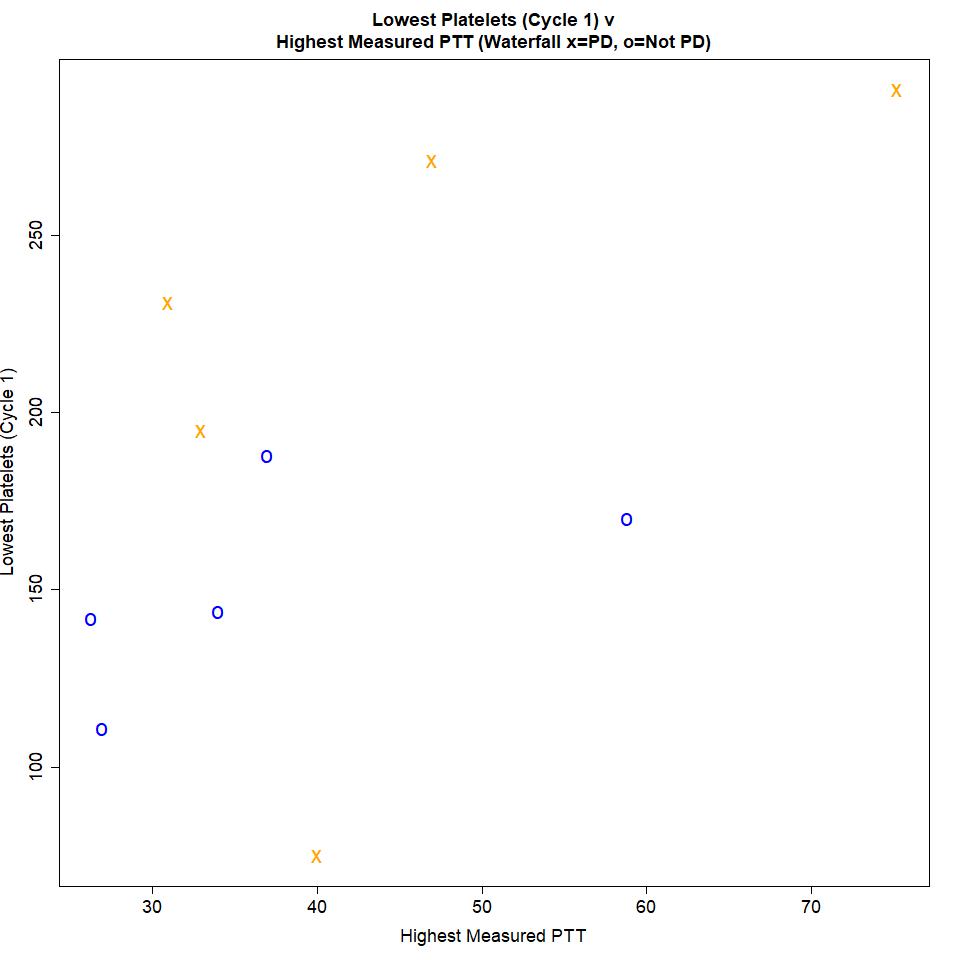 Lowest Platelets (Cycle 1) v
Highest Measured PTT (Waterfall x=PD, o=Not PD)
Lowest Platelets (Cycle 1)
250
200
150
100
X
X
X
X
O
O
O
O
O
X
30 40 50 60 70
Highest Measured PTT